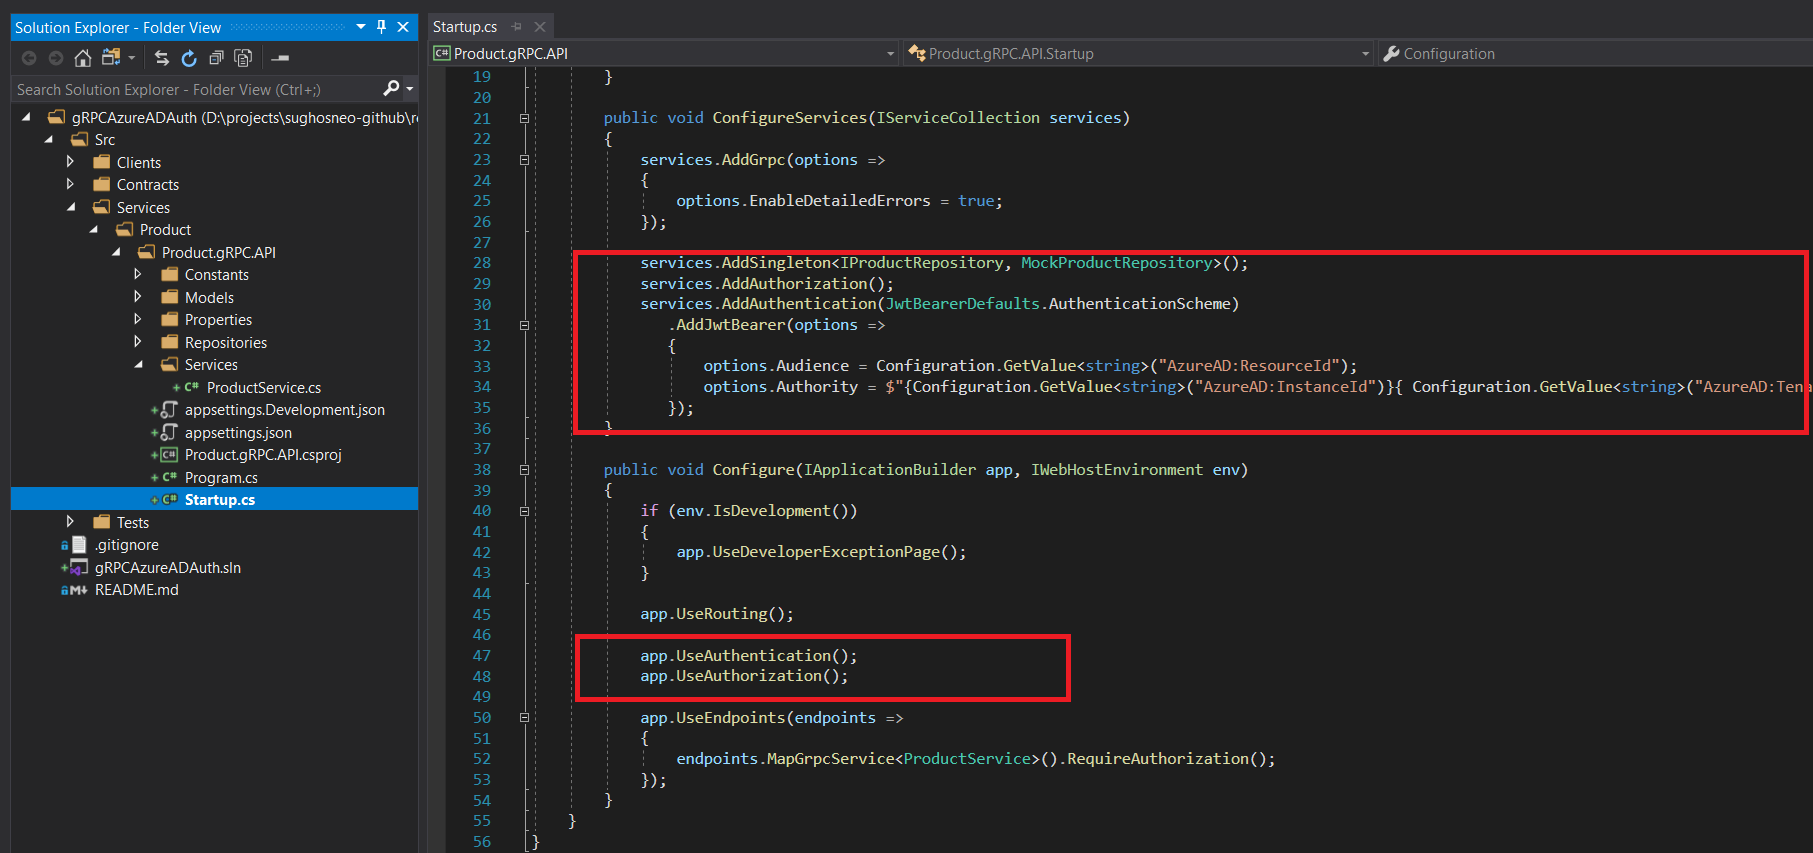 Solution Explorer - Folder View
Search Solution Explorer - Folder View (Ctrl+;)
gRPCAzureADAuth (D:\projects\sughosneo-github\r
Src
Clients
Contracts
Services
Product
Product.gRPC.API
Constants
Models
Properties
Repositories
Services
+ C# ProductService.cs
+ appsettings.Development.json
+ appsettings.json
+ C# Product.gRPC.API.csproj
+ C# Program.cs
+ C# Startup.cs
Tests
.gitignore
+ gRPCAzureADAuth.sln
M↓ README.md
Startup.cs
C# Product.gRPC.API
Product.gRPC.API.Startup
Configuration
19 }
20
21 public void ConfigureServices(IServiceCollection services)
22 {
23 services.AddGrpc(options =>
24 {
25 options.EnableDetailedErrors = true;
26 });
27
28 services.AddSingleton<IProductRepository, MockProductRepository>();
29 services.AddAuthorization();
30 services.AddAuthentication(JwtBearerDefaults.AuthenticationScheme)
31 .AddJwtBearer(options =>
32 {
33 options.Audience = Configuration.GetValue<string>("AzureAD:ResourceId");
34 options.Authority = $"{Configuration.GetValue<string>("AzureAD:InstanceId")}{ Configuration.GetValue<string>("AzureAD:Tena
35 });
36 }
37
38 public void Configure(IApplicationBuilder app, IWebHostEnvironment env)
39 {
40 if (env.IsDevelopment())
41 {
42 app.UseDeveloperExceptionPage();
43 }
44
45 app.UseRouting();
46
47 app.UseAuthentication();
48 app.UseAuthorization();
49
50 app.UseEndpoints(endpoints =>
51 {
52 endpoints.MapGrpcService<ProductService>().RequireAuthorization();
53 });
54 }
55 }
56 }